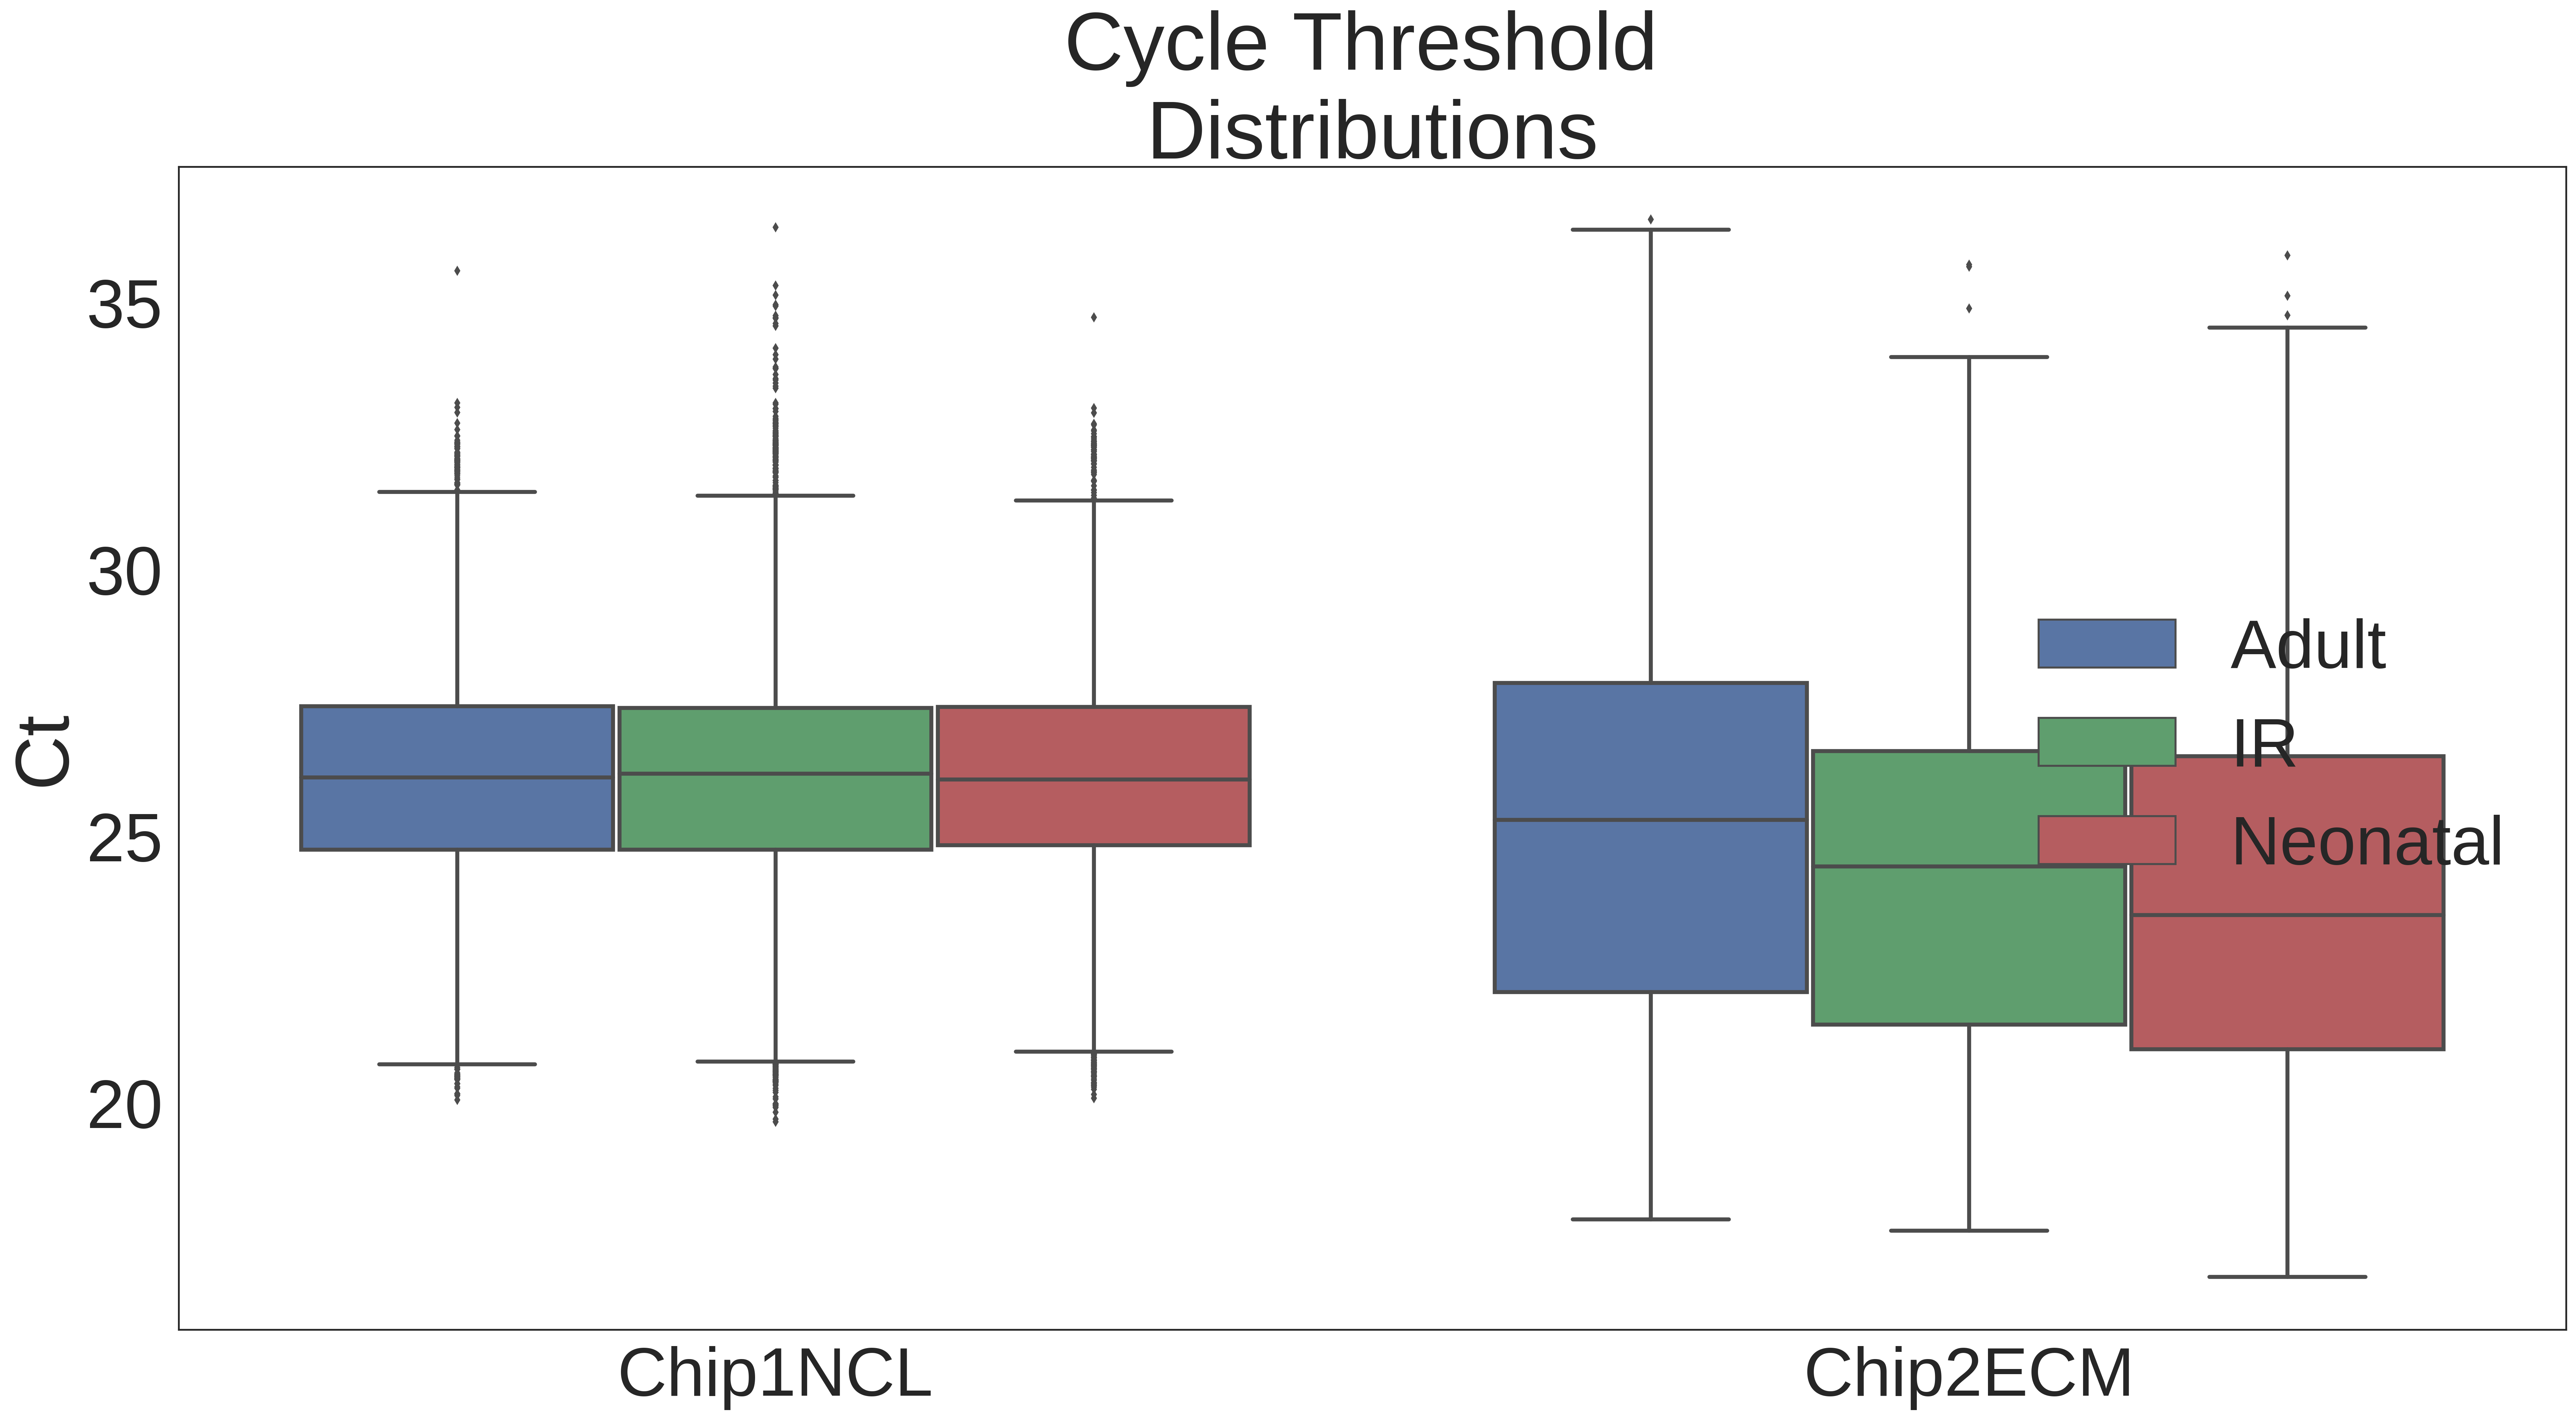 Cycle Threshold
Distributions
Ct
35
30
25
20
Adult
IR
Neonatal
Chip1NCL
Chip2ECM